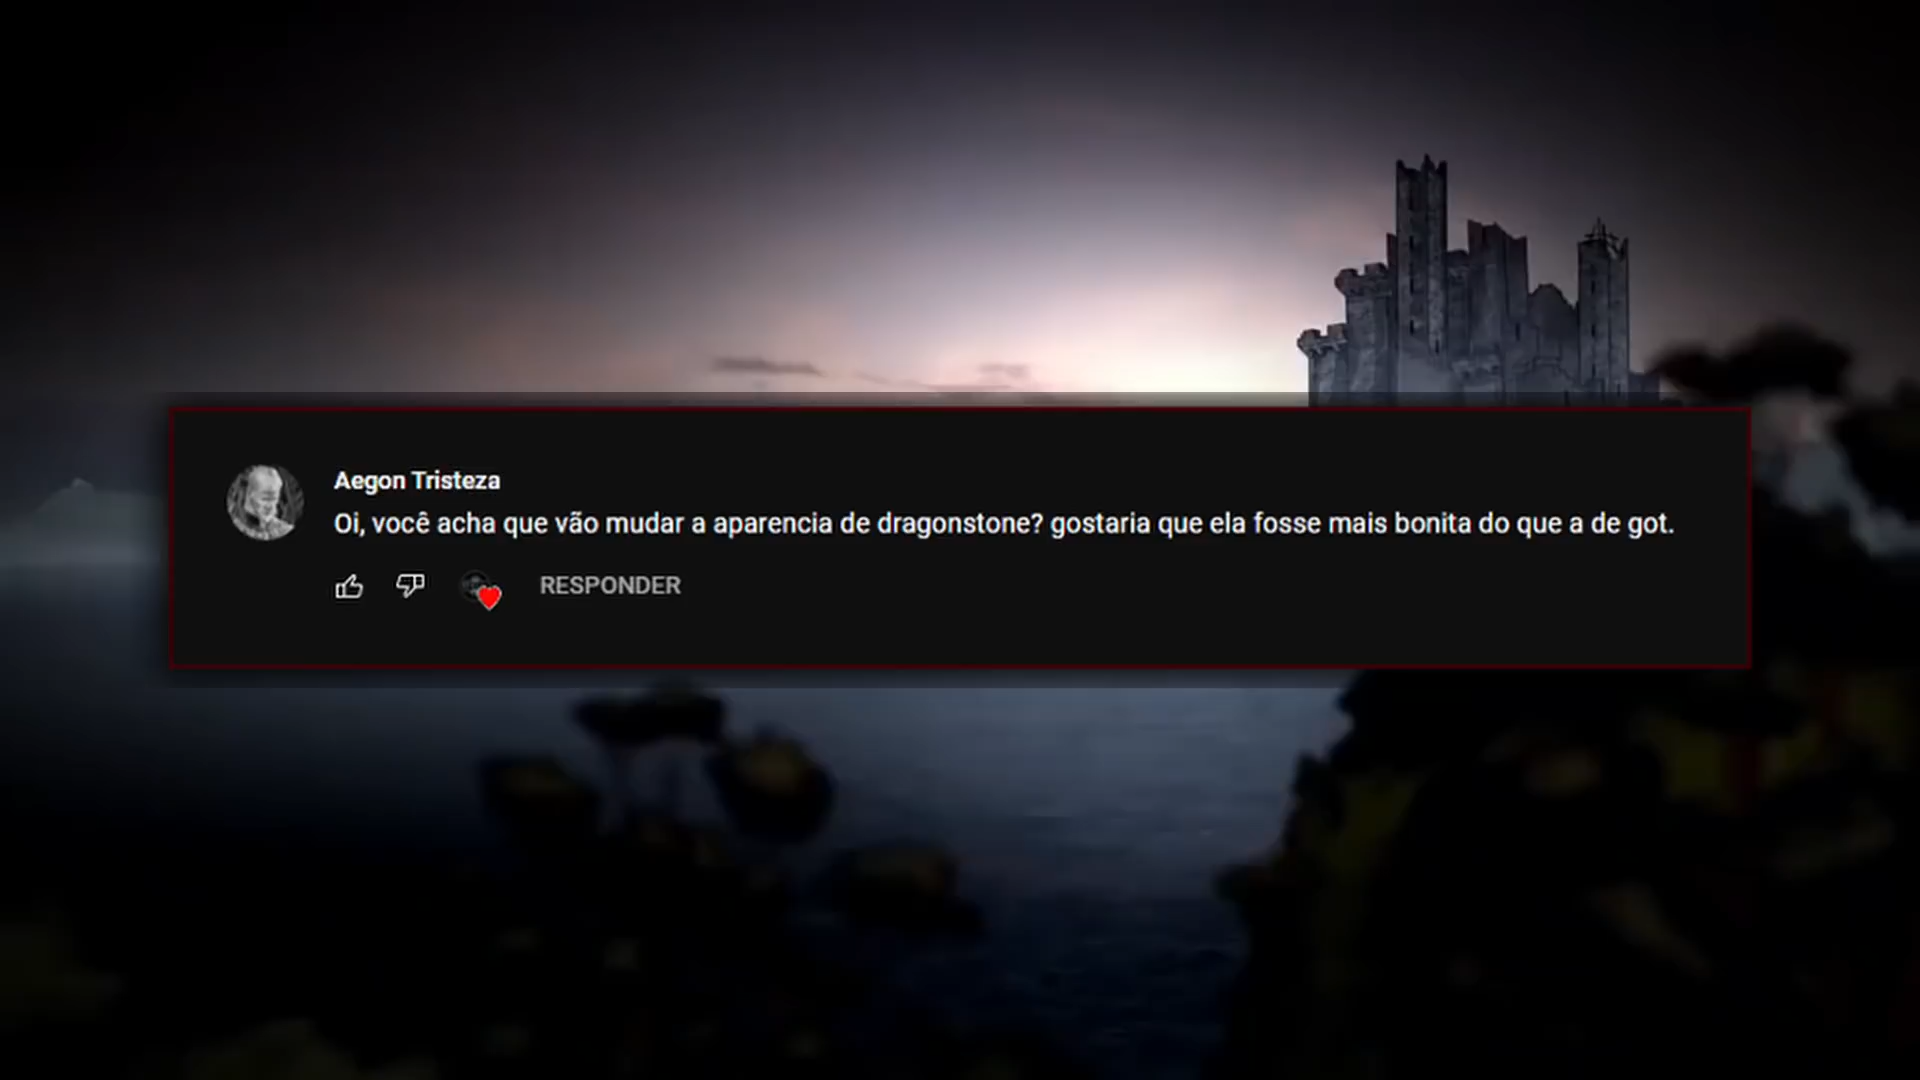 Aegon Tristeza
Oi, você acha que vão mudar a aparencia de dragonstone? gostaria que ela fosse mais bonita do que a de got.
RESPONDER